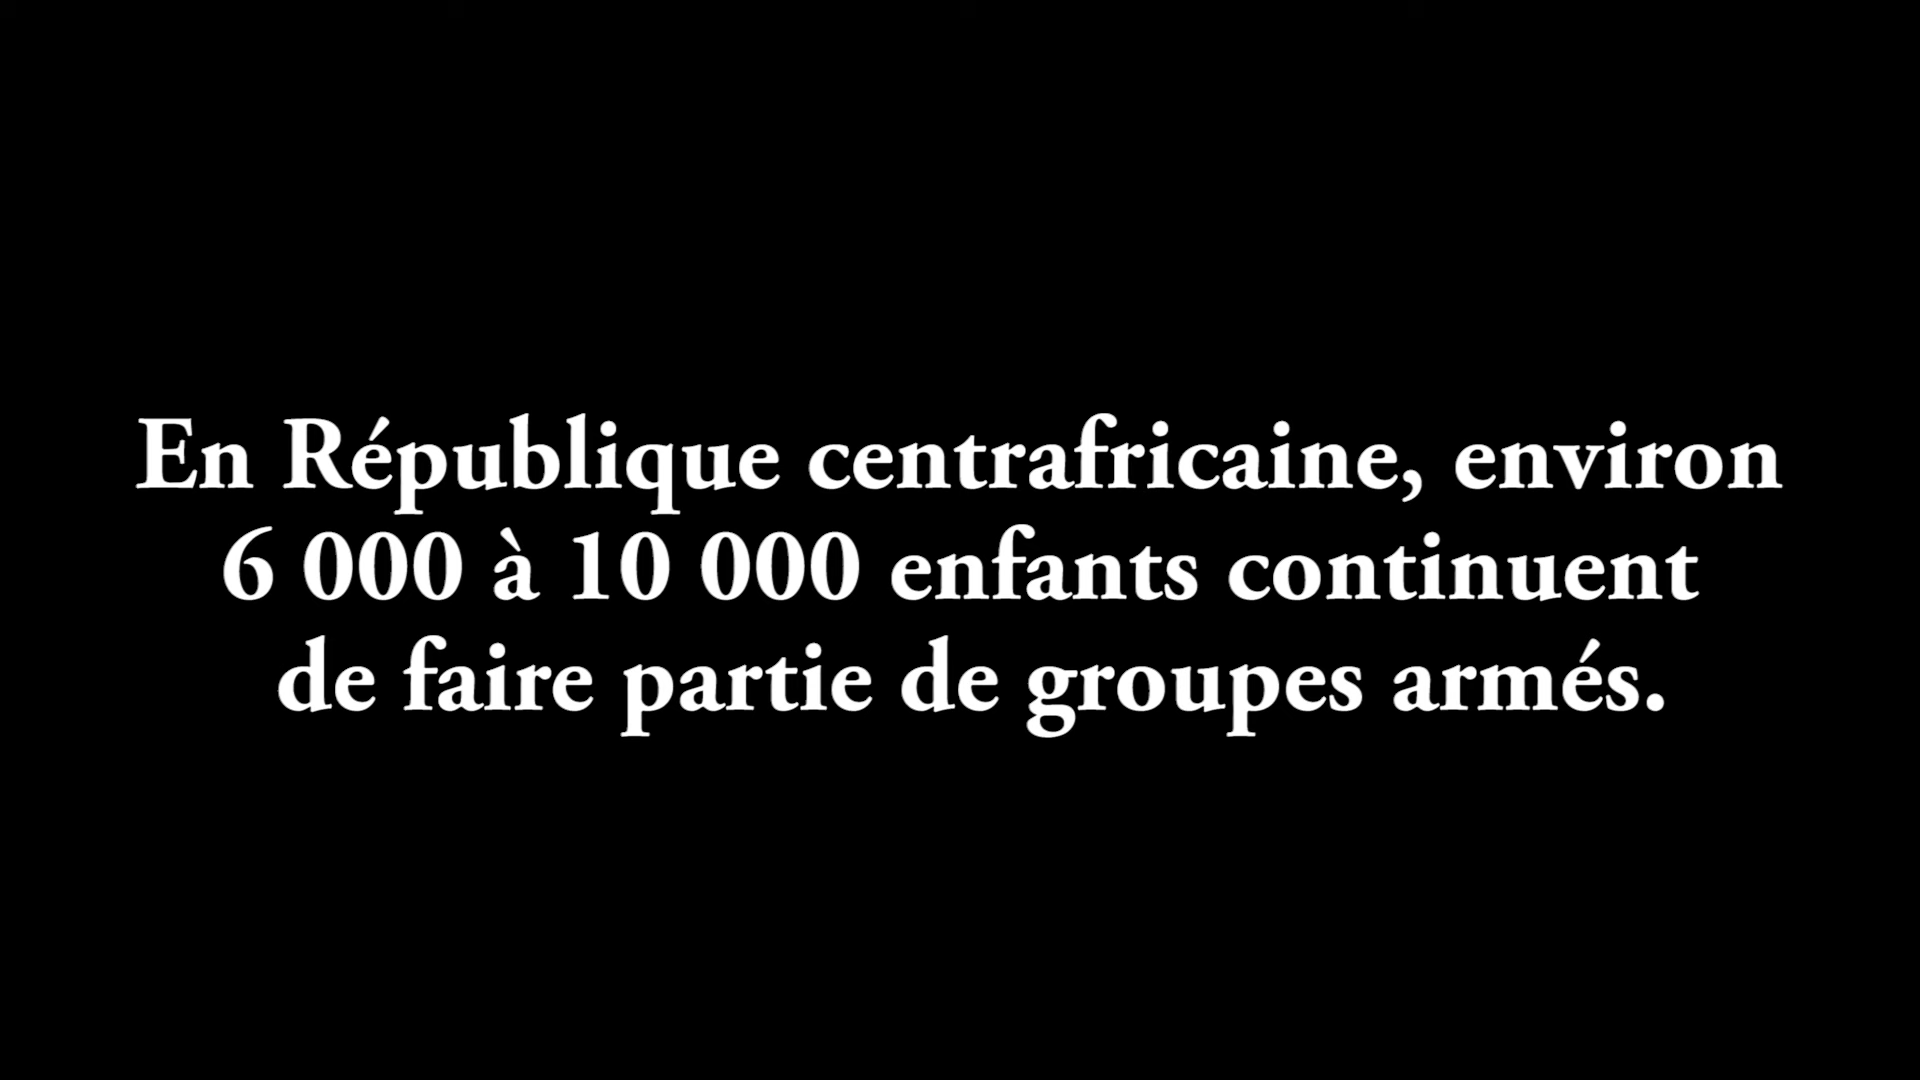 En République centrafricaine, environ
6 000 à 10 000 enfants continuent
de faire partie de groupes armés.